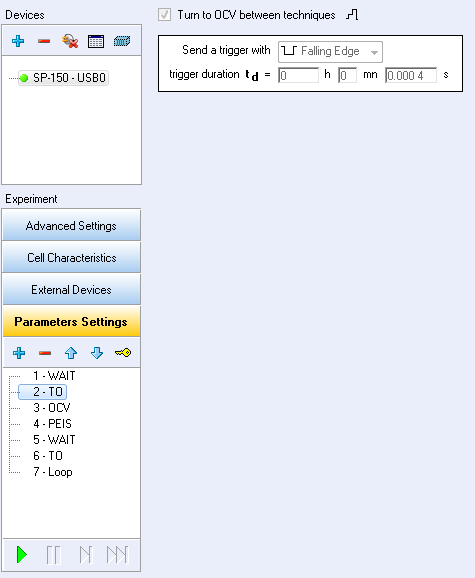 Devices
SP-150 - USB0
Experiment
Advanced Settings
Cell Characteristics
External Devices
Parameters Settings
1 - WAIT
2 - TO
3 - OCV
4 - PEIS
5 - WAIT
6 - TO
7 - Loop
Turn to OCV between techniques
Send a trigger with Falling Edge
trigger duration td = 0 h 0 mn 0.000 4 s